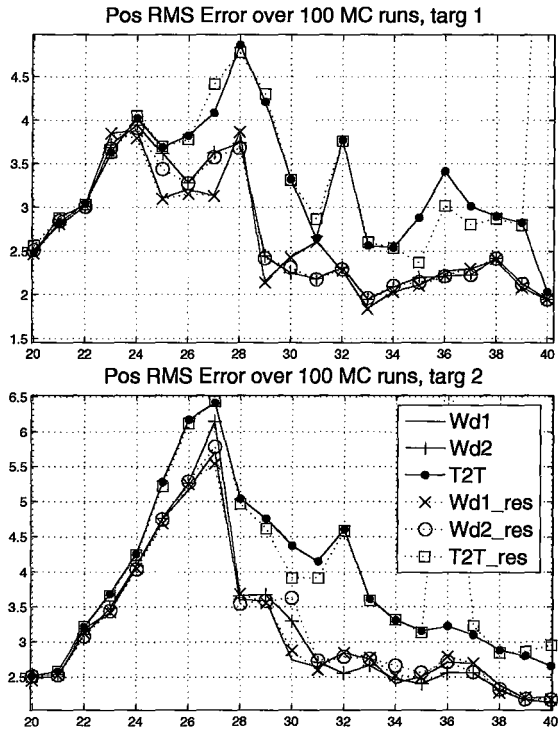 Pos RMS Error over 100 MC runs, targ 1
4.5
4
3.5
3
2.5
2
1.5
20 22 24 26 28 30 32 34 36 38 40
Pos RMS Error over 100 MC runs, targ 2
6.5
6
5.5
5
4.5
4
3.5
3
2.5
20 22 24 26 28 30 32 34 36 38 40
Wd1
Wd2
T2T
Wd1_res
Wd2_res
T2T_res